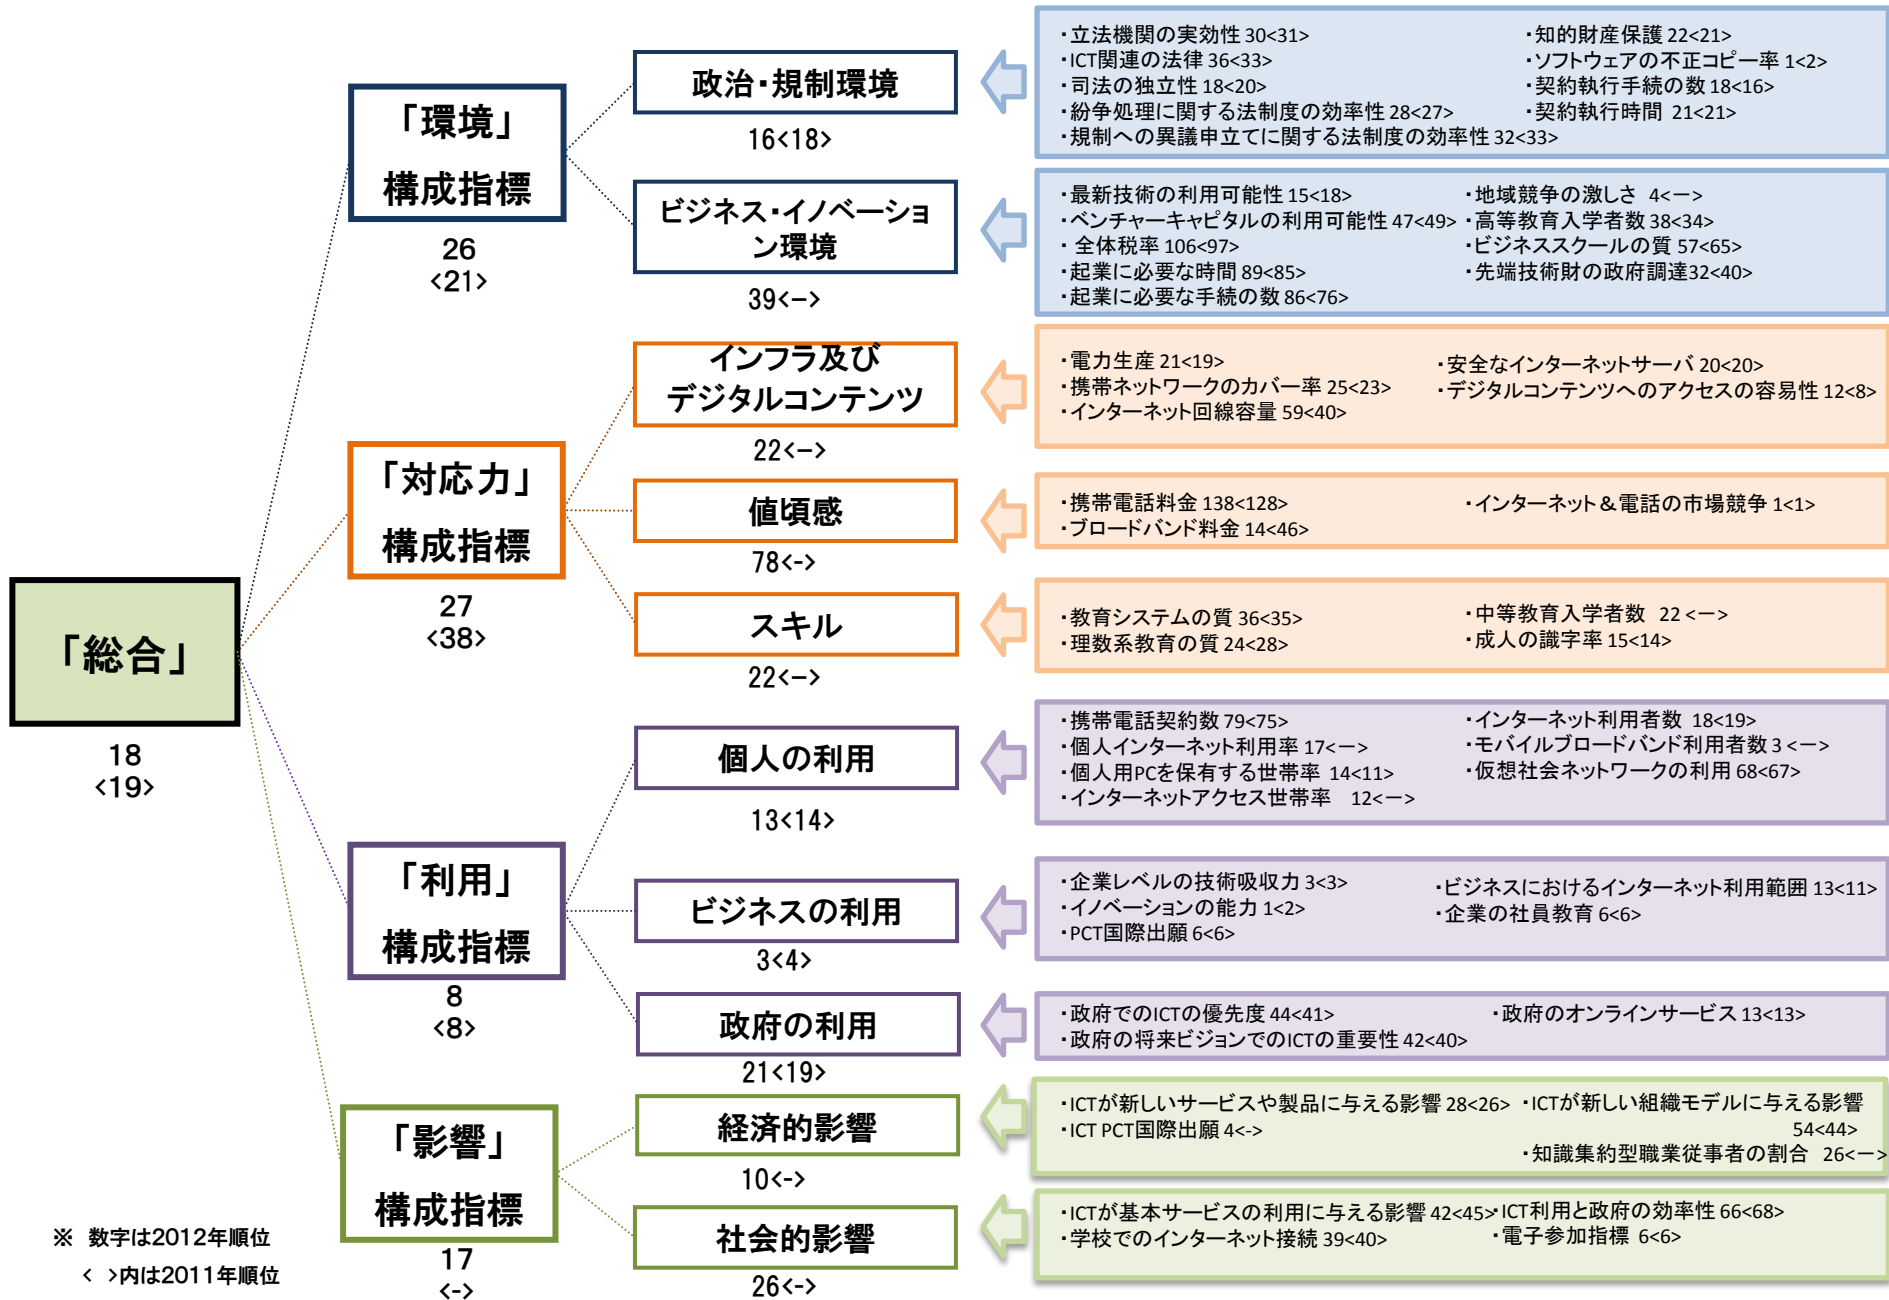 「総合」
18
<19>
※ 数字は2012年順位
< >内は2011年順位
「環境」
構成指標
26
<21>
政治・規制環境
16<18>
・立法機関の実効性 30<31>
・ICT関連の法律 36<33>
・司法の独立性 18<20>
・紛争処理に関する法制度の効率性 28<27>
・規制への異議申立てに関する法制度の効率性 32<33>
・知的財産保護 22<21>
・ソフトウェアの不正コピー率 1<2>
・契約執行手続の数 18<16>
・契約執行時間 21<21>
ビジネス・イノベーショ
ン環境
39<−>
・最新技術の利用可能性 15<18>
・ベンチャーキャピタルの利用可能性 47<49>
・ 全体税率 106<97>
・起業に必要な時間 89<85>
・起業に必要な手続の数 86<76>
・地域競争の激しさ 4<−>
・高等教育入学者数 38<34>
・ビジネススクールの質 57<65>
・先端技術財の政府調達32<40>
「対応力」
構成指標
27
<38>
インフラ及び
デジタルコンテンツ
22<−>
・電力生産 21<19>
・携帯ネットワークのカバー率 25<23>
・インターネット回線容量 59<40>
・安全なインターネットサーバ 20<20>
・デジタルコンテンツへのアクセスの容易性 12<8>
値頃感
78<->
・携帯電話料金 138<128>
・ブロードバンド料金 14<46>
・インターネット＆電話の市場競争 1<1>
スキル
22<−>
・教育システムの質 36<35>
・理数系教育の質 24<28>
・中等教育入学者数 22 <−>
・成人の識字率 15<14>
「利用」
構成指標
8
<8>
個人の利用
13<14>
・携帯電話契約数 79<75>
・個人インターネット利用率 17<−>
・個人用PCを保有する世帯率 14<11>
・インターネットアクセス世帯率 12<−>
・インターネット利用者数 18<19>
・モバイルブロードバンド利用者数 3 <−>
・仮想社会ネットワークの利用 68<67>
ビジネスの利用
3<4>
・企業レベルの技術吸収力 3<3>
・イノベーションの能力 1<2>
・PCT国際出願 6<6>
・ビジネスにおけるインターネット利用範囲 13<11>
・企業の社員教育 6<6>
政府の利用
21<19>
・政府でのICTの優先度 44<41>
・政府の将来ビジョンでのICTの重要性 42<40>
・政府のオンラインサービス 13<13>
「影響」
構成指標
17
<->
経済的影響
10<->
・ICTが新しいサービスや製品に与える影響 28<26>
・ICT PCT国際出願 4<->
・ICTが新しい組織モデルに与える影響
54<44>
・知識集約型職業従事者の割合 26<−>
社会的影響
26<->
・ICTが基本サービスの利用に与える影響 42<45>
・学校でのインターネット接続 39<40>
・ICT利用と政府の効率性 66<68>
・電子参加指標 6<6>